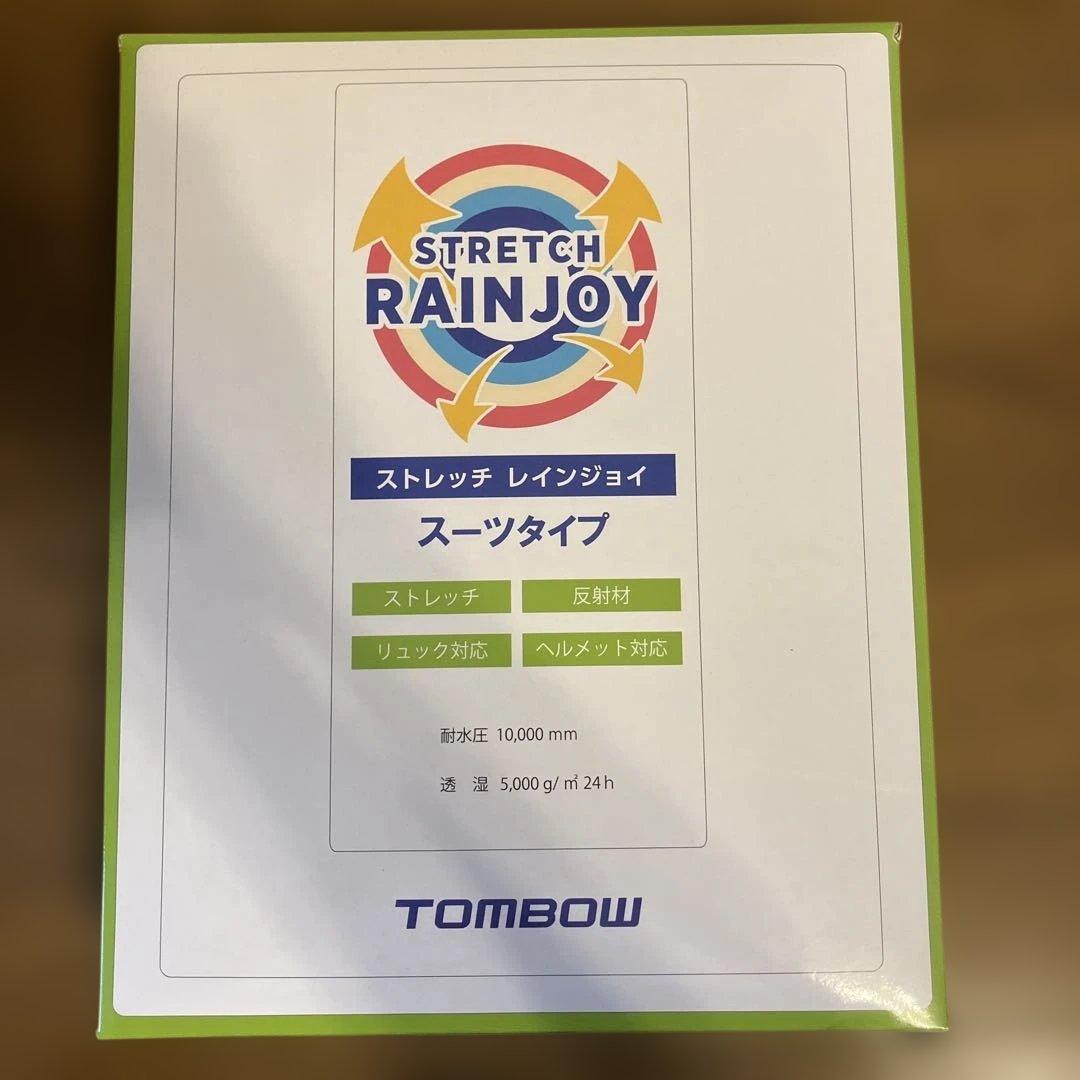 STRETCH
RAINJOY
ストレッチ レインジョイ
スーツタイプ
ストレッチ 反射材
リュック対応 ヘルメット対応
耐水圧 10,000 mm
透 湿 5,000 g/㎡ 24h
TOMBOW